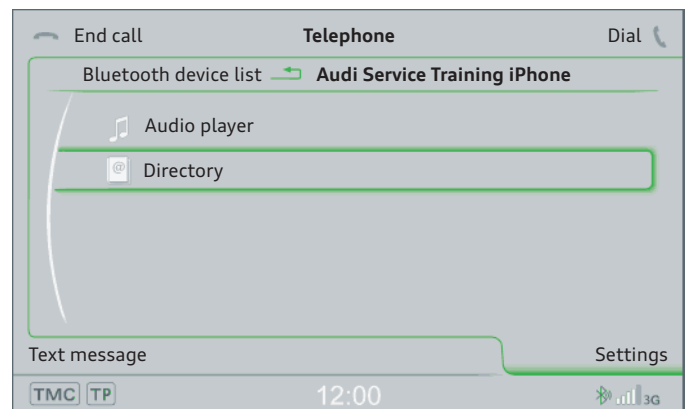 End call Telephone Dial
Bluetooth device list Audi Service Training iPhone
Audio player
@
Directory
Text message Settings
TMC TP 12:00 3G